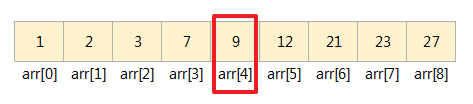 1 2 3 7 9 12 21 23 27
arr[0] arr[1] arr[2] arr[3] arr[4] arr[5] arr[6] arr[7] arr[8]